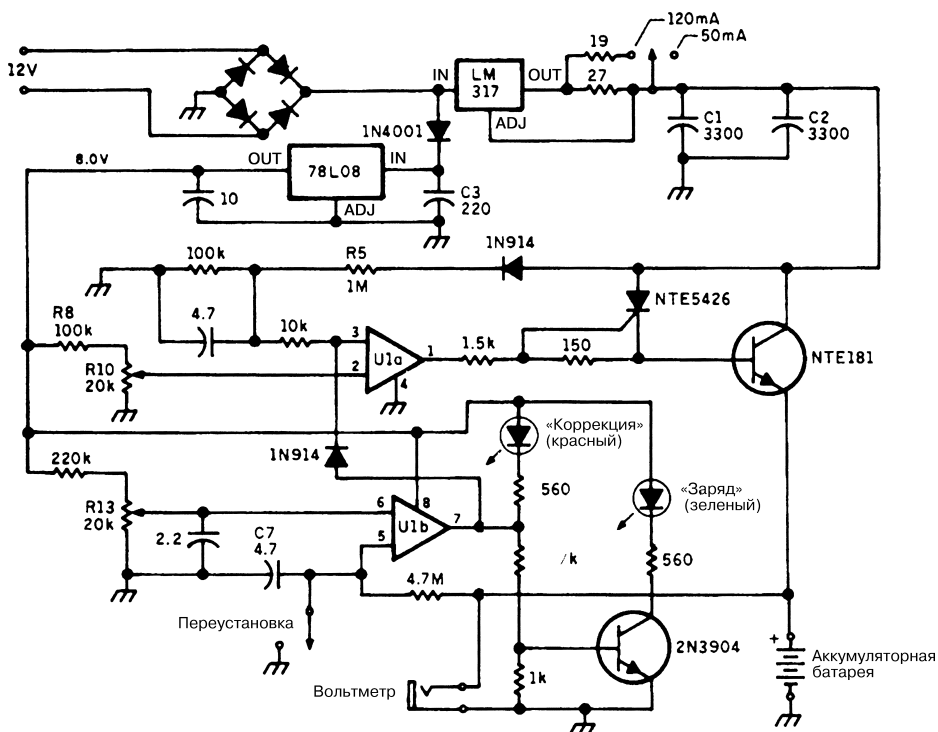 120mA
50mA
19
12V
IN
LM
317
OUT
27
ADJ
C1
3300
C2
3300
1N4001
8.0V
OUT
78L08
IN
10
ADJ
C3
220
1N914
100k
R5
1M
NTE5426
R8
100k
4.7
10k
3
U1a
1
1.5k
150
NTE181
R10
20k
2
4
«Коррекция»
(красный)
1N914
220k
560
«Заряд»
(зеленый)
R13
20k
6
8
U1b
7
5
2.2
C7
4.7
/k
560
4.7M
Переустановка
2N3904
+
Аккумуляторная
батарея
Вольтметр
1k